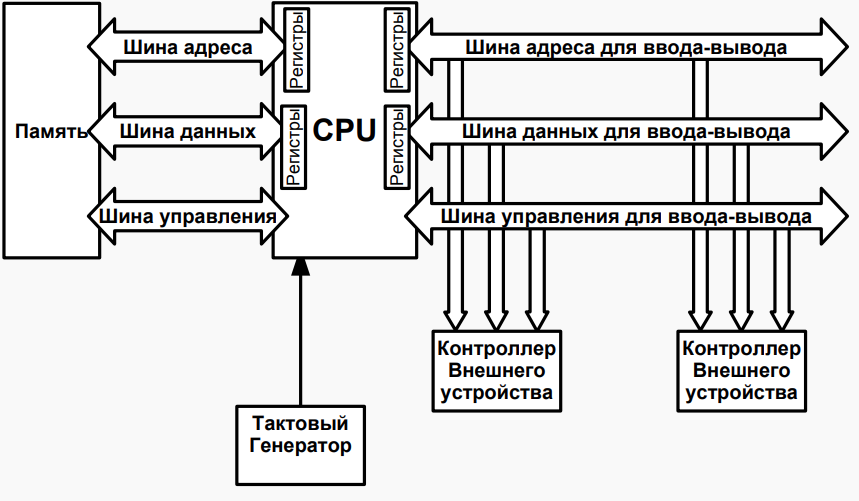 Память
Шина адреса
Шина данных
Шина управления
Регистры
Регистры
CPU
Регистры
Регистры
Шина адреса для ввода-вывода
Шина данных для ввода-вывода
Шина управления для ввода-вывода
Контроллер
Внешнего
устройства
Контроллер
Внешнего
устройства
Тактовый
Генератор